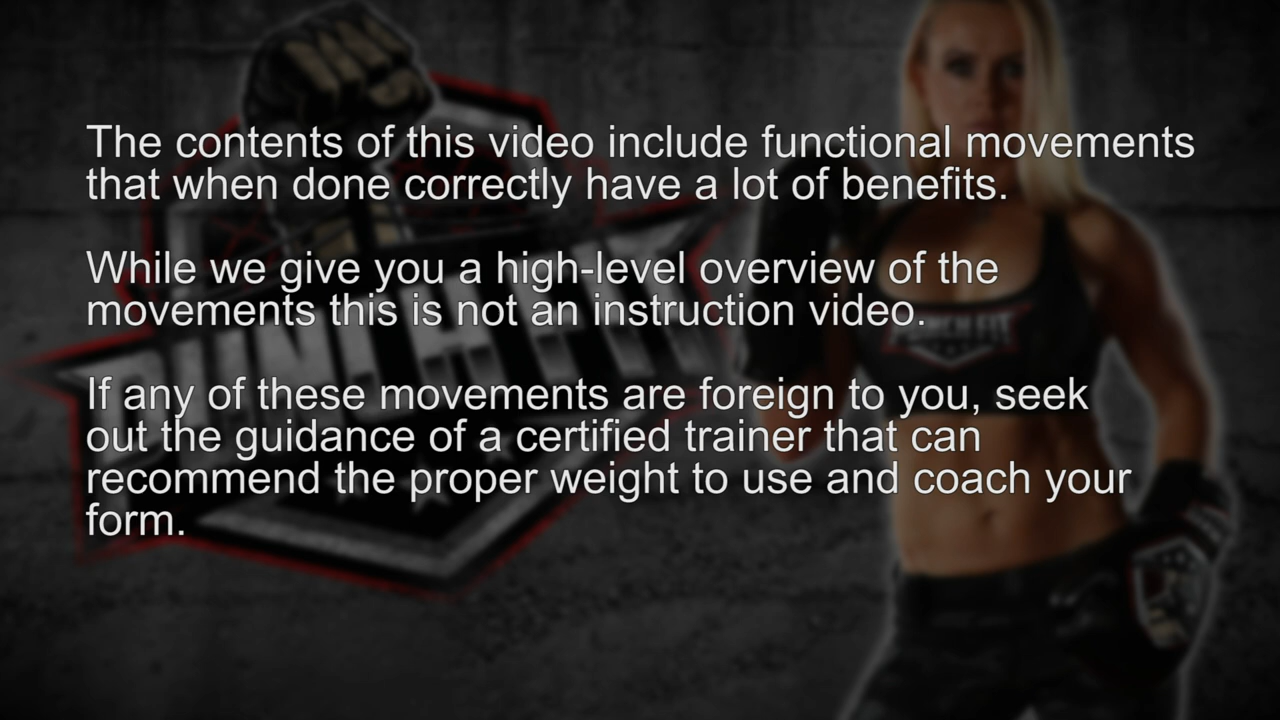 The contents of this video include functional movements
that when done correctly have a lot of benefits.
While we give you a high-level overview of the
movements this is not an instruction video.
If any of these movements are foreign to you, seek
out the guidance of a certified trainer that can
recommend the proper weight to use and coach your
form.